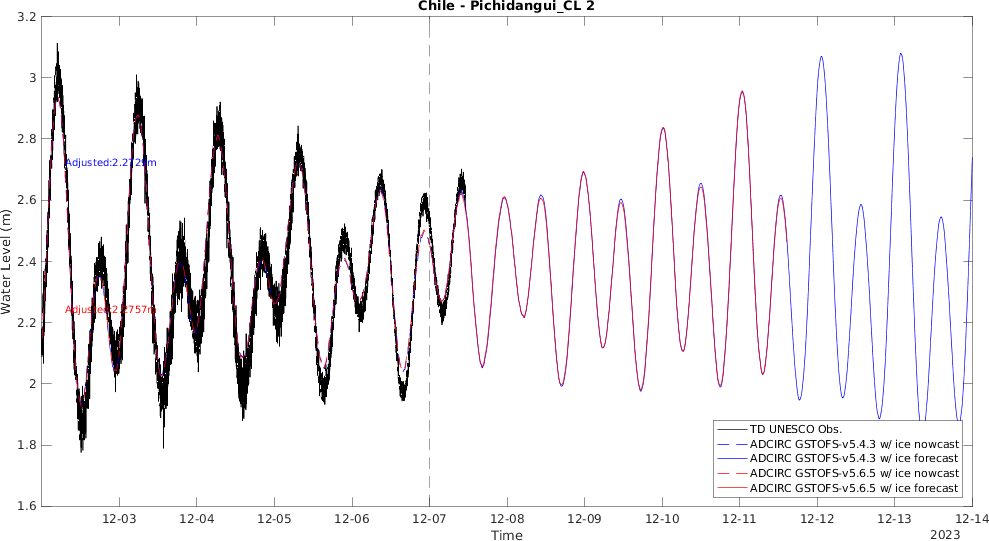 Chile - Pichidangui_CL 2
3.2
3
2.8
2.6
2.4
2.2
2
1.8
1.6
Water Level (m)
Adjusted:2.2729m
Adjusted:2.2757m
TD UNESCO Obs.
ADCIRC GSTOFS-v5.4.3 w/ ice nowcast
ADCIRC GSTOFS-v5.4.3 w/ ice forecast
ADCIRC GSTOFS-v5.6.5 w/ ice nowcast
ADCIRC GSTOFS-v5.6.5 w/ ice forecast
12-03 12-04 12-05 12-06 12-07 12-08 12-09 12-10 12-11 12-12 12-13 12-14
Time
2023